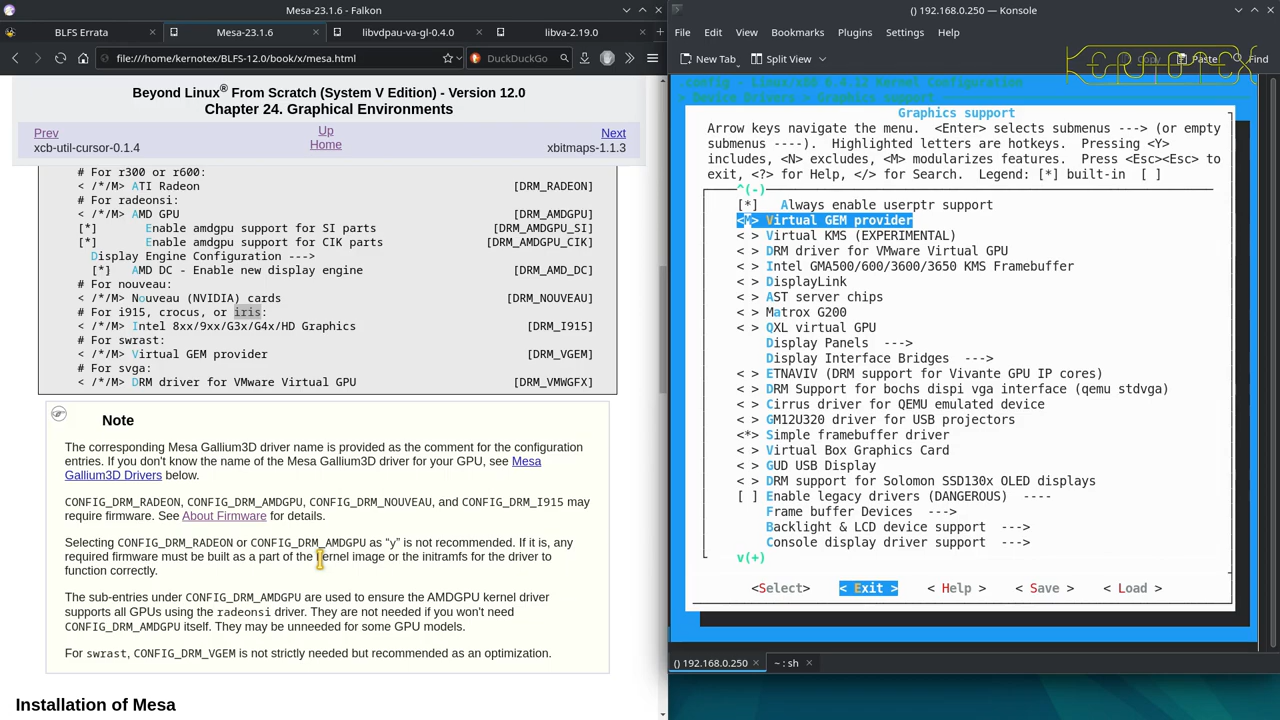 Mesa-23.1.6 - Falkon
BLFS Errata
Mesa-23.1.6
libvdpau-va-gl-0.4.0
libva-2.19.0
file:///home/kernotex/BLFS-12.0/book/x/mesa.html
DuckDuckGo
Beyond Linux® From Scratch (System V Edition) - Version 12.0
Chapter 24. Graphical Environments
Prev
Up
Next
xcb-util-cursor-0.1.4
Home
xbitmaps-1.1.3
# For r300 or r600:
< /*/M> ATI Radeon [DRM_RADEON]
# For radeonsi:
< /*/M> AMD GPU [DRM_AMDGPU]
[*] Enable amdgpu support for SI parts [DRM_AMDGPU_SI]
[*] Enable amdgpu support for CIK parts [DRM_AMDGPU_CIK]
Display Engine Configuration --->
[*] AMD DC - Enable new display engine [DRM_AMD_DC]
# For nouveau:
< /*/M> Nouveau (NVIDIA) cards [DRM_NOUVEAU]
# For i915, crocus, or iris:
< /*/M> Intel 8xx/9xx/G3x/G4x/HD Graphics [DRM_I915]
# For swrast:
< /*/M> Virtual GEM provider [DRM_VGEM]
# For svga:
< /*/M> DRM driver for VMware Virtual GPU [DRM_VMWGFX]
Note
The corresponding Mesa Gallium3D driver name is provided as the comment for the configuration
entries. If you don't know the name of the Mesa Gallium3D driver for your GPU, see Mesa
Gallium3D Drivers below.
CONFIG_DRM_RADEON, CONFIG_DRM_AMDGPU, CONFIG_DRM_NOUVEAU, and CONFIG_DRM_I915 may
require firmware. See About Firmware for details.
Selecting CONFIG_DRM_RADEON or CONFIG_DRM_AMDGPU as “y” is not recommended. If it is, any
required firmware must be built as a part of the kernel image or the initramfs for the driver to
function correctly.
The sub-entries under CONFIG_DRM_AMDGPU are used to ensure the AMDGPU kernel driver
supports all GPUs using the radeonsi driver. They are not needed if you won't need
CONFIG_DRM_AMDGPU itself. They may be unneeded for some GPU models.
For swrast, CONFIG_DRM_VGEM is not strictly needed but recommended as an optimization.
Installation of Mesa
() 192.168.0.250 — Konsole
File Edit View Bookmarks Plugins Settings Help
New Tab Split View Copy Paste Find
KERNOTEX
.config - Linux/x86 6.4.12 Kernel Configuration
> Device Drivers > Graphics support
Graphics support
Arrow keys navigate the menu. <Enter> selects submenus ---> (or empty
submenus ----). Highlighted letters are hotkeys. Pressing <Y>
includes, <N> excludes, <M> modularizes features. Press <Esc><Esc> to
exit, <?> for Help, </> for Search. Legend: [*] built-in [ ]
^(-)
[*] Always enable userptr support
<M> Virtual GEM provider
< > Virtual KMS (EXPERIMENTAL)
< > DRM driver for VMware Virtual GPU
< > Intel GMA500/600/3600/3650 KMS Framebuffer
< > DisplayLink
< > AST server chips
< > Matrox G200
< > QXL virtual GPU
Display Panels --->
Display Interface Bridges --->
< > ETNAVIV (DRM support for Vivante GPU IP cores)
< > DRM Support for bochs dispi vga interface (qemu stdvga)
< > Cirrus driver for QEMU emulated device
< > GM12U320 driver for USB projectors
<*> Simple framebuffer driver
< > Virtual Box Graphics Card
< > GUD USB Display
< > DRM support for Solomon SSD130x OLED displays
[ ] Enable legacy drivers (DANGEROUS) ----
Frame buffer Devices --->
Backlight & LCD device support --->
Console display driver support --->
v(+)
<Select> < Exit > < Help > < Save > < Load >
() 192.168.0.250
~ : sh